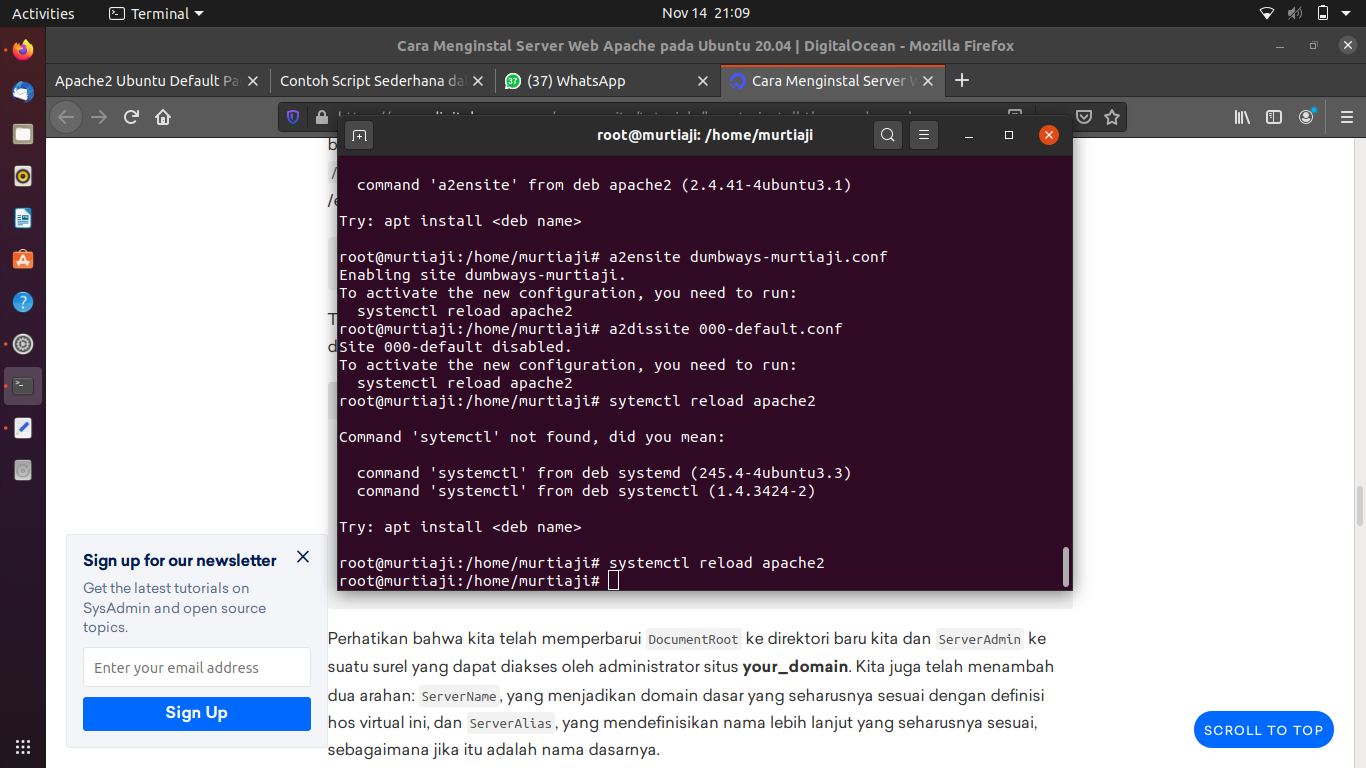 Activities
Terminal
Nov 14 21:09
Cara Menginstal Server Web Apache pada Ubuntu 20.04 | DigitalOcean - Mozilla Firefox
Apache2 Ubuntu Default Pa
Contoh Script Sederhana da
37
(37) WhatsApp
Cara Menginstal Server W
root@murtiaji: /home/murtiaji
command 'a2ensite' from deb apache2 (2.4.41-4ubuntu3.1)
Try: apt install <deb name>
root@murtiaji:/home/murtiaji# a2ensite dumbways-murtiaji.conf
Enabling site dumbways-murtiaji.
To activate the new configuration, you need to run:
systemctl reload apache2
root@murtiaji:/home/murtiaji# a2dissite 000-default.conf
Site 000-default disabled.
To activate the new configuration, you need to run:
systemctl reload apache2
root@murtiaji:/home/murtiaji# sytemctl reload apache2
Command 'sytemctl' not found, did you mean:
command 'systemctl' from deb systemd (245.4-4ubuntu3.3)
command 'systemctl' from deb systemctl (1.4.3424-2)
Try: apt install <deb name>
root@murtiaji:/home/murtiaji# systemctl reload apache2
root@murtiaji:/home/murtiaji#
Sign up for our newsletter
Get the latest tutorials on
SysAdmin and open source
topics.
Enter your email address
Sign Up
Perhatikan bahwa kita telah memperbarui DocumentRoot ke direktori baru kita dan ServerAdmin ke
suatu surel yang dapat diakses oleh administrator situs your_domain. Kita juga telah menambah
dua arahan: ServerName, yang menjadikan domain dasar yang seharusnya sesuai dengan definisi
hos virtual ini, dan ServerAlias, yang mendefinisikan nama lebih lanjut yang seharusnya sesuai,
sebagaimana jika itu adalah nama dasarnya.
SCROLL TO TOP